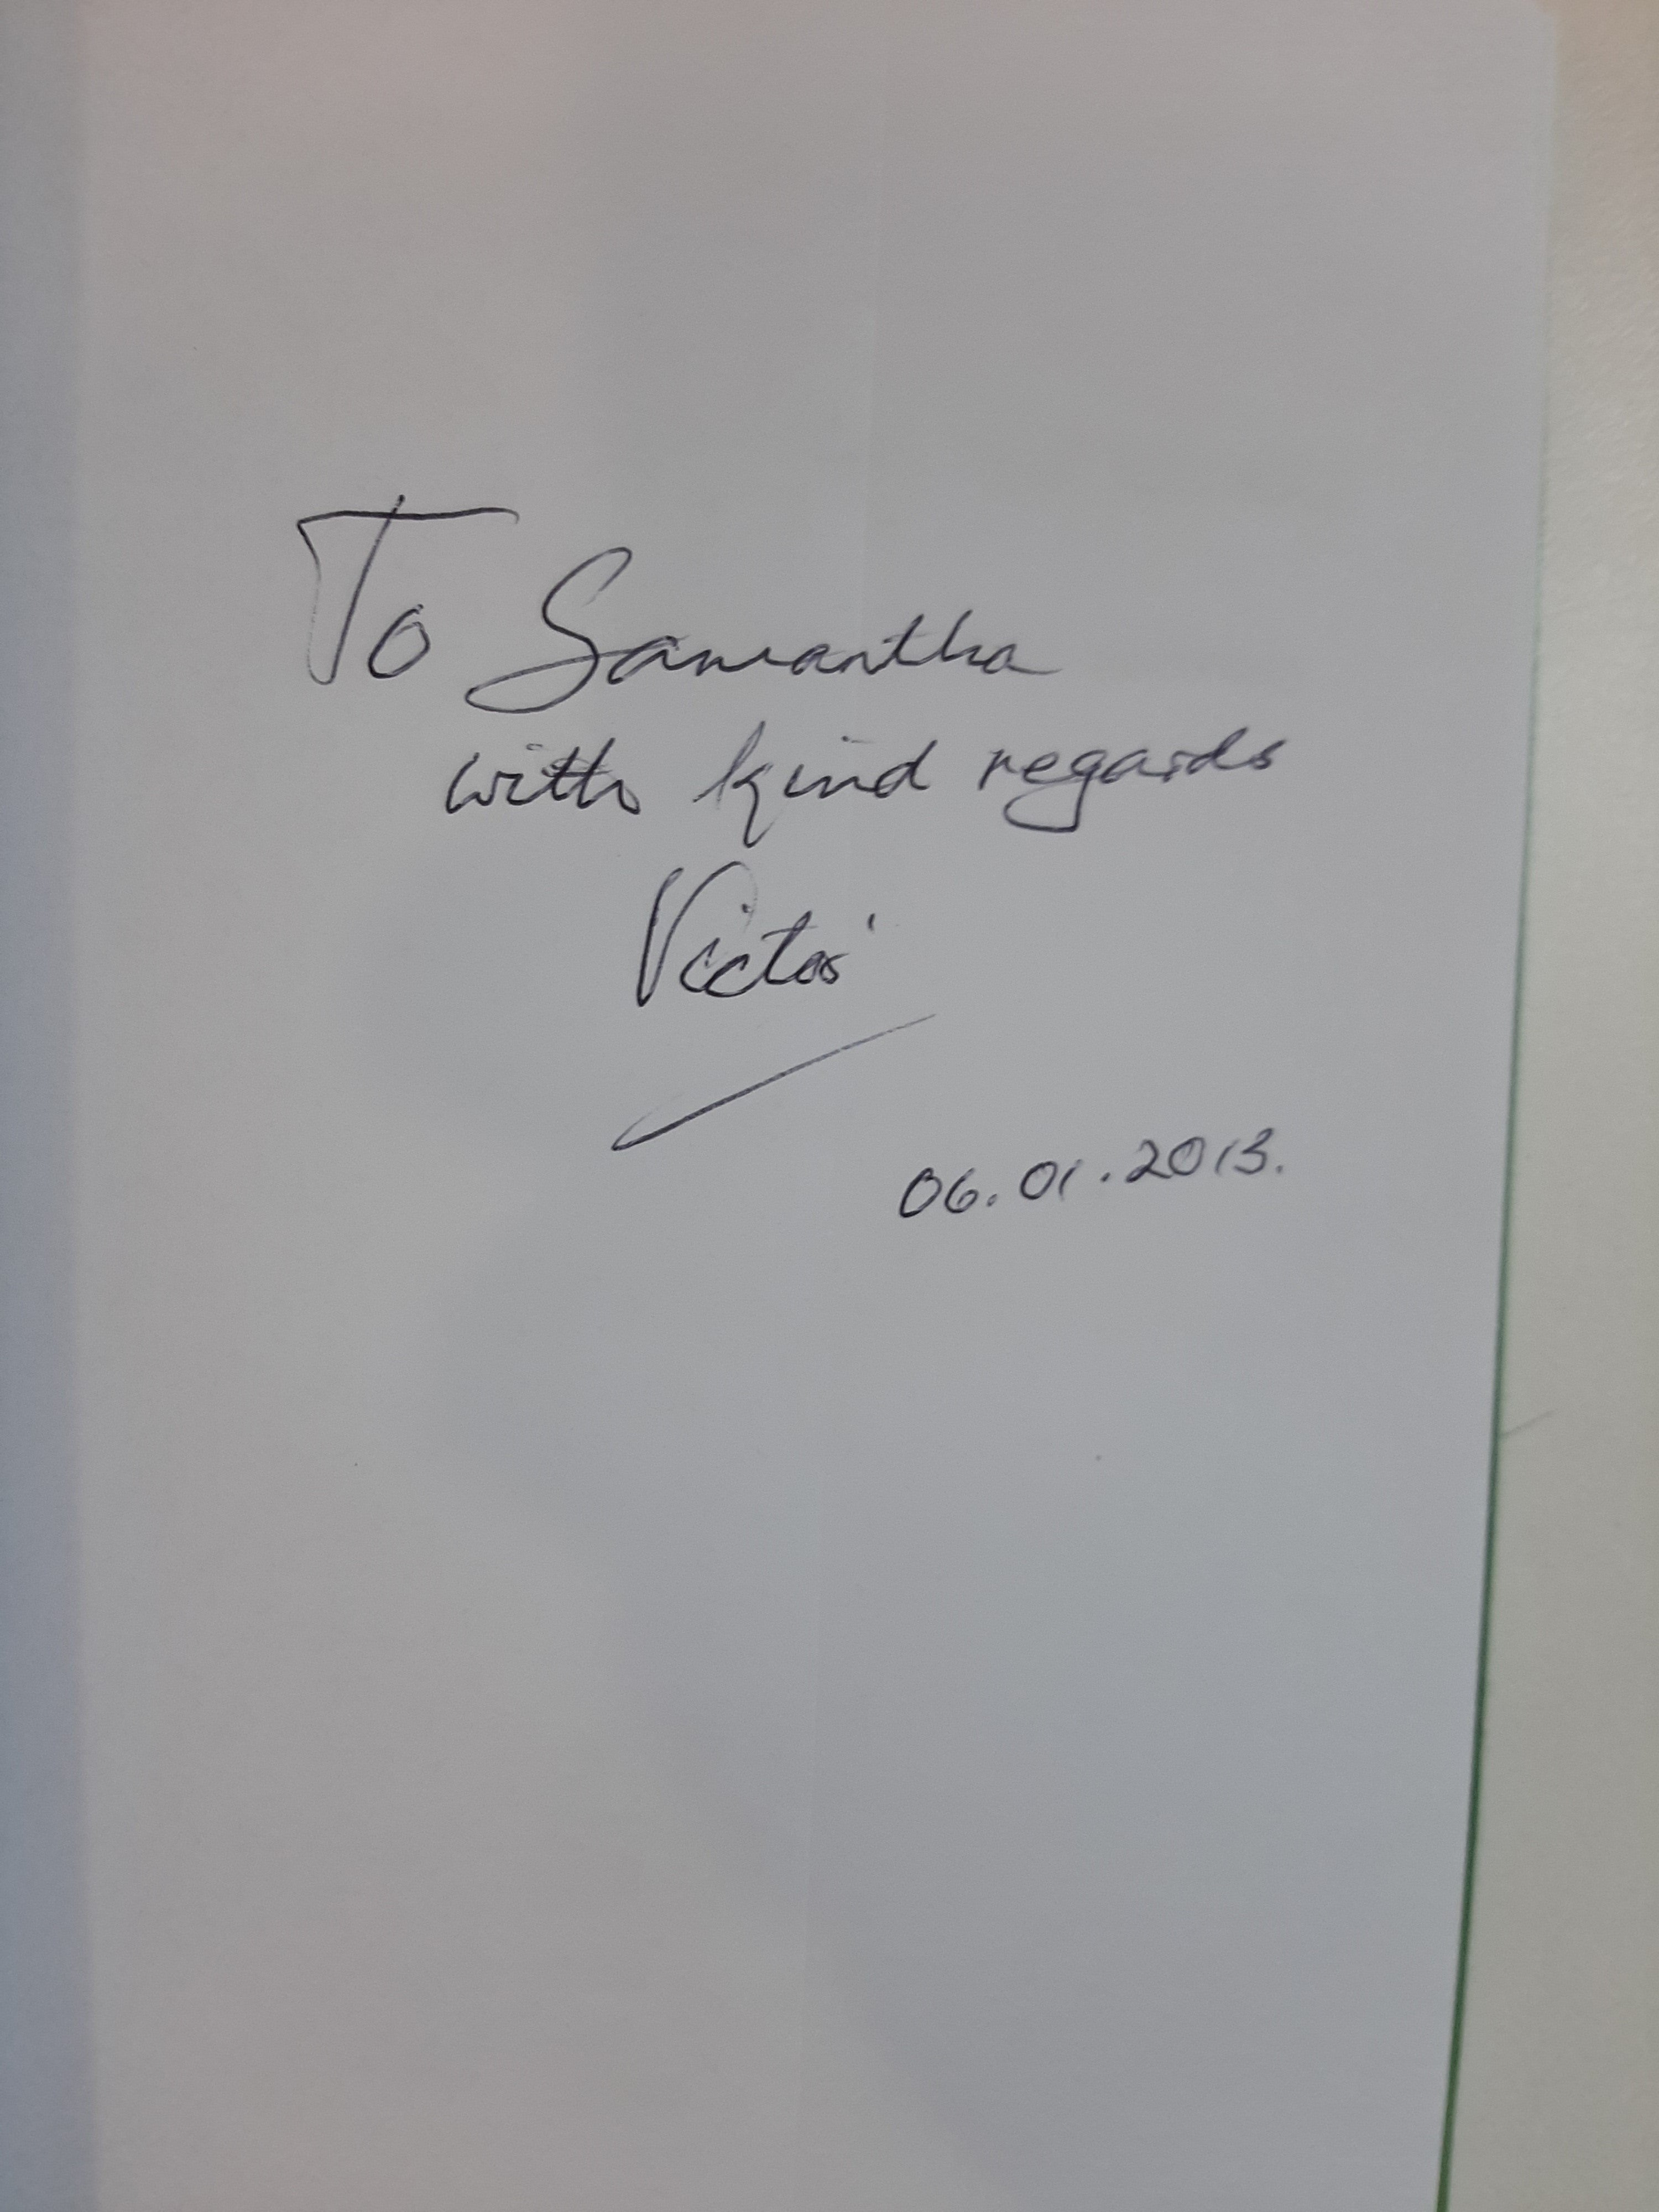 To Samantha
with kind regards
Victor
06.01.2013.